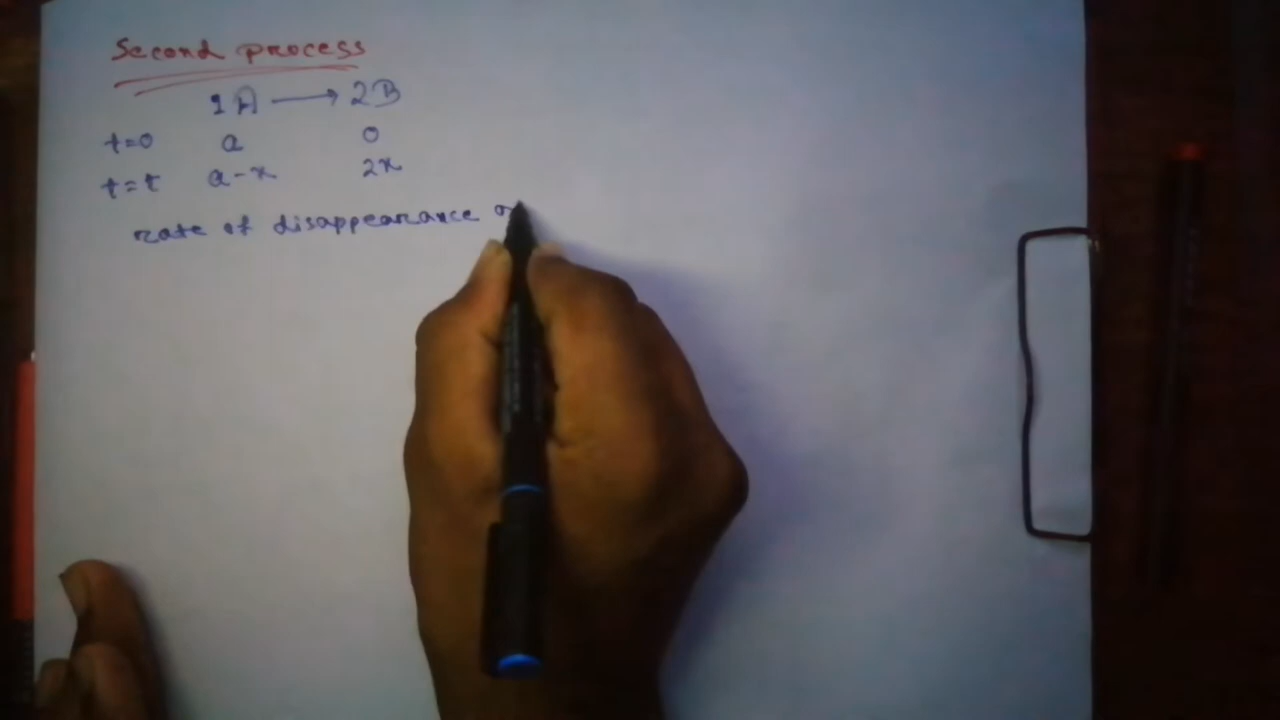 Second process
1A → 2B
t=0 a 0
t=t a-x 2x
rate of disappearance o